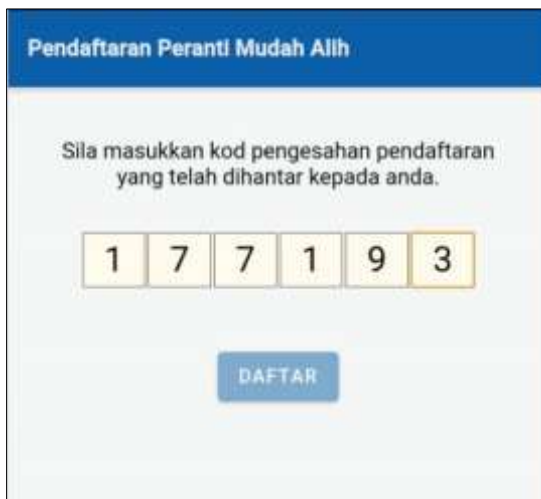 Pendaftaran Peranti Mudah Alih
Sila masukkan kod pengesahan pendaftaran
yang telah dihantar kepada anda.
1 7 7 1 9 3
DAFTAR